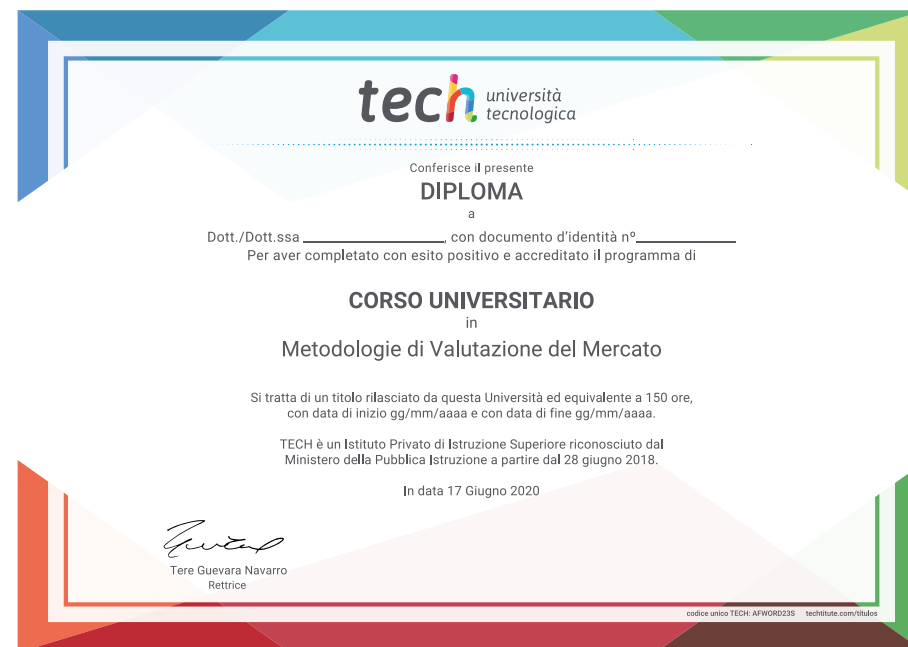 tech università
tecnologica
Conferisce il presente
DIPLOMA
a
Dott./Dott.ssa ____________________, con documento d'identità nº______________
Per aver completato con esito positivo e accreditato il programma di
CORSO UNIVERSITARIO
in
Metodologie di Valutazione del Mercato
Si tratta di un titolo rilasciato da questa Università ed equivalente a 150 ore,
con data di inizio gg/mm/aaaa e con data di fine gg/mm/aaaa.
TECH è un Istituto Privato di Istruzione Superiore riconosciuto dal
Ministero della Pubblica Istruzione a partire dal 28 giugno 2018.
In data 17 Giugno 2020
Tere Guevara Navarro
Rettrice
codice unico TECH: AFWORD23S techtitute.com/titulos